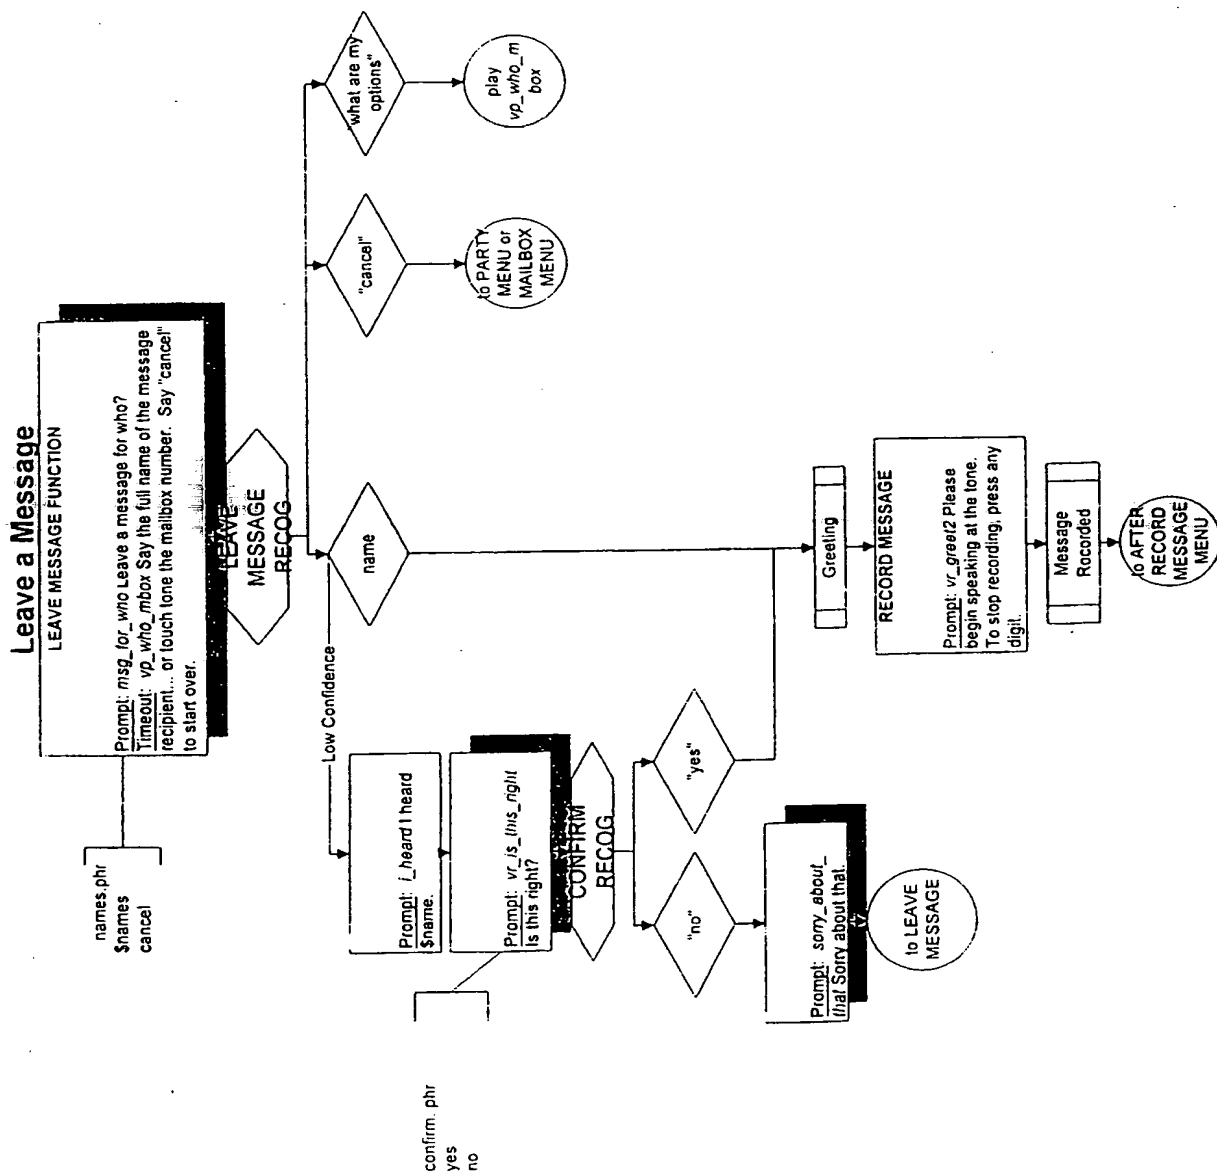 Leave a Message
LEAVE MESSAGE FUNCTION
Prompt: msg_for_who Leave a message for who?
Timeout: vp_who_mbox Say the full name of the message
recipient... or touch tone the mailbox number. Say "cancel"
to start over.
names.phr
$names
cancel
LEAVE
MESSAGE
RECOG
"what are my
options"
play
vp_who_m
box
"cancel"
to PARTY
MENU or
MAILBOX
MENU
name
Low Confidence
Prompt: i_heard I heard
$name.
Prompt: vr_is_this_right
Is this right?
confirm. phr
yes
no
CONFIRM
RECOG
"yes"
"no"
Prompt: sorry_about_
that Sorry about that.
to LEAVE
MESSAGE
Greeting
RECORD MESSAGE
Prompt: vr_greet2 Please
begin speaking at the tone.
To stop recording, press any
digit.
Message
Recorded
to AFTER
RECORD
MESSAGE
MENU